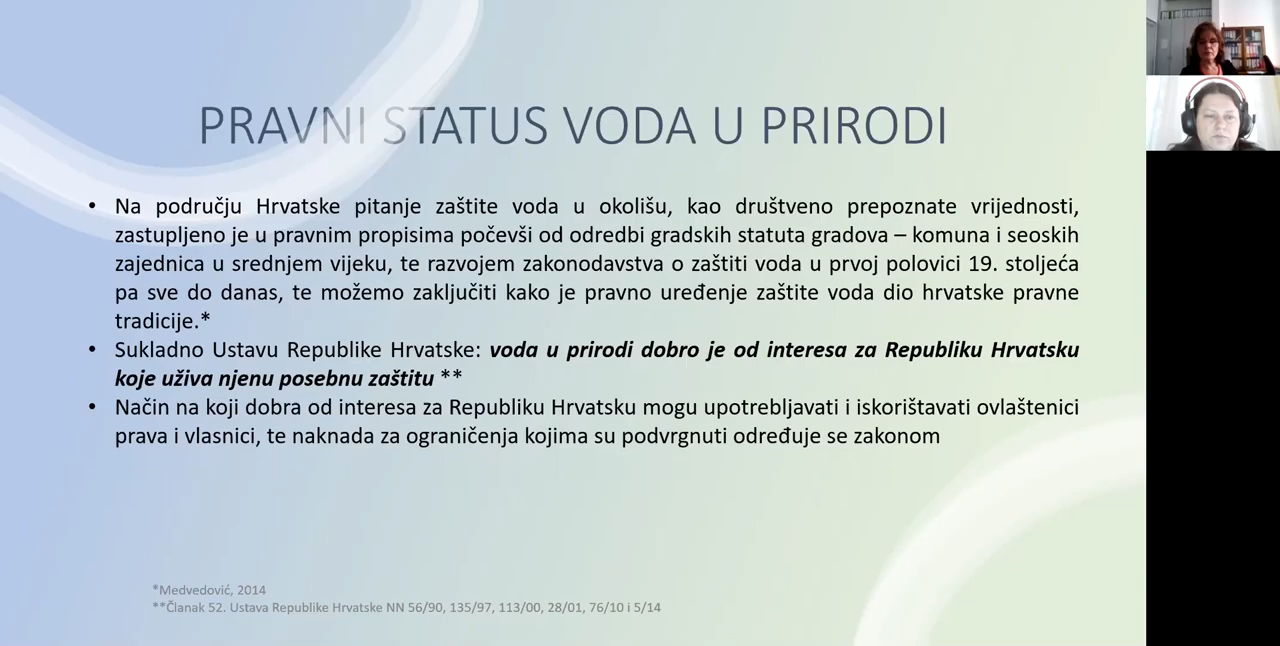 PRAVNI STATUS VODA U PRIRODI
• Na području Hrvatske pitanje zaštite voda u okolišu, kao društveno prepoznate vrijednosti,
zastupljeno je u pravnim propisima počevši od odredbi gradskih statuta gradova – komuna i seoskih
zajednica u srednjem vijeku, te razvojem zakonodavstva o zaštiti voda u prvoj polovici 19. stoljeća
pa sve do danas, te možemo zaključiti kako je pravno uređenje zaštite voda dio hrvatske pravne
tradicije.*
• Sukladno Ustavu Republike Hrvatske: voda u prirodi dobro je od interesa za Republiku Hrvatsku
koje uživa njenu posebnu zaštitu **
• Način na koji dobra od interesa za Republiku Hrvatsku mogu upotrebljavati i iskorištavati ovlaštenici
prava i vlasnici, te naknada za ograničenja kojima su podvrgnuti određuje se zakonom
*Medvedović, 2014
**Članak 52. Ustava Republike Hrvatske NN 56/90, 135/97, 113/00, 28/01, 76/10 i 5/14